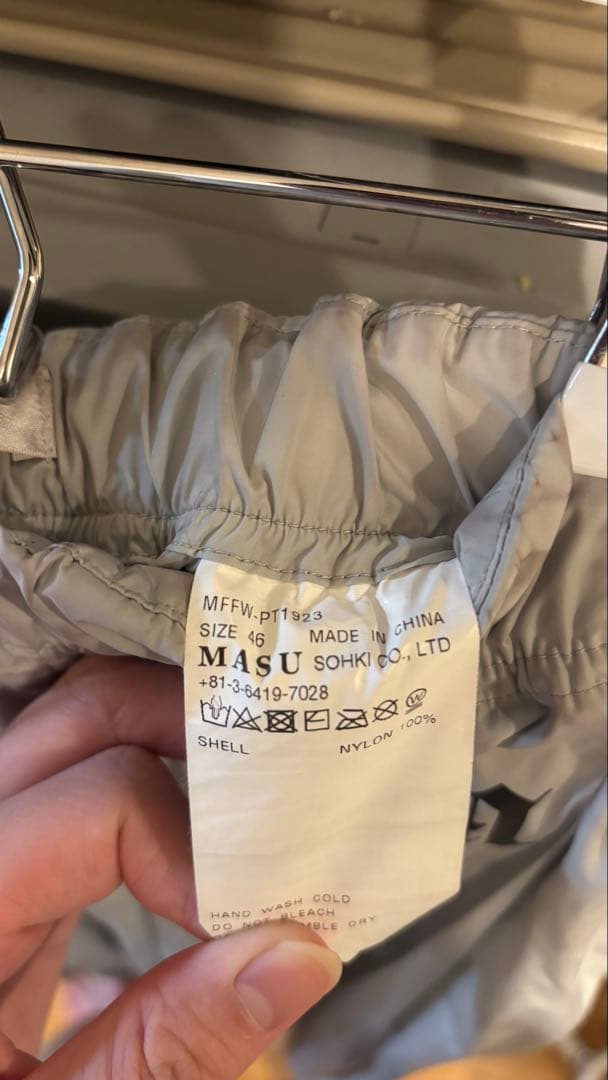 MFFW-PT1923
SIZE 46 MADE IN CHINA
MASU SOHKI CO., LTD
+81-3-6419-7028
W
SHELL NYLON 100%
HAND WASH COLD
DO NOT BLEACH
DRY